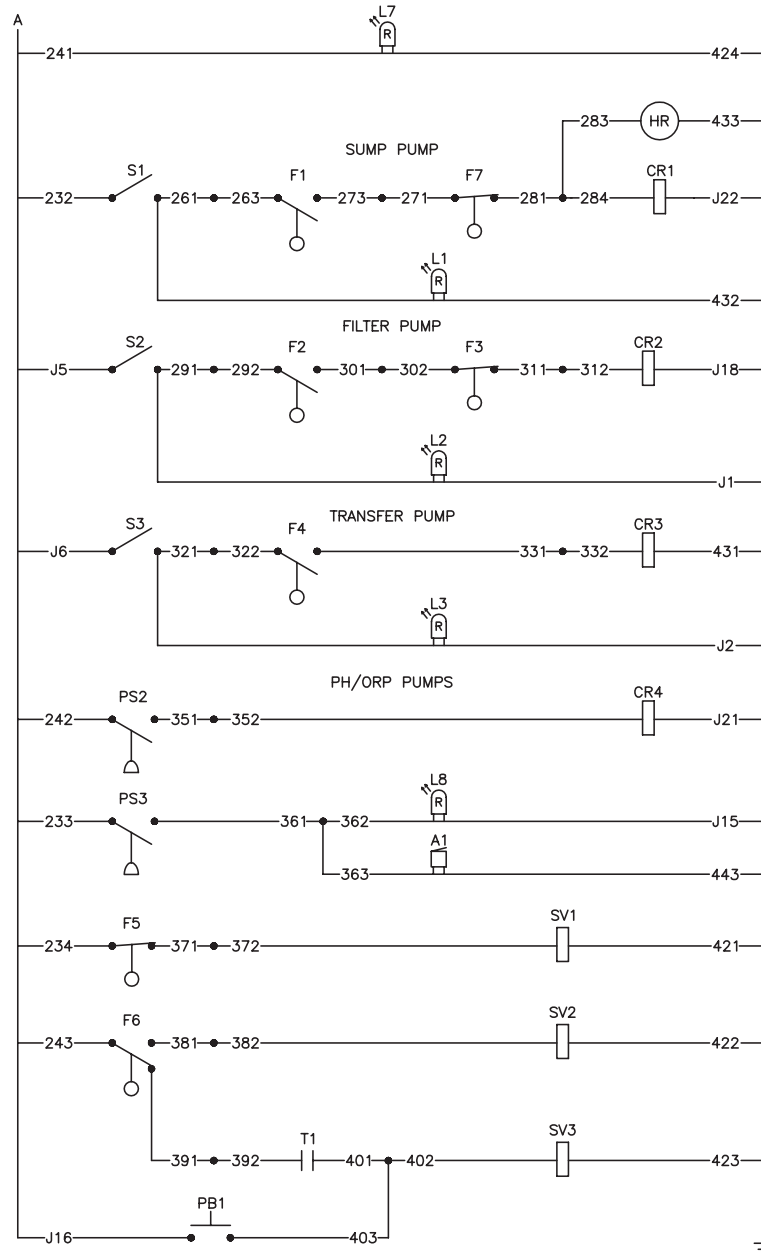 A
L7
R
241 424
283 HR 433
SUMP PUMP
S1 F1 F7 CR1
232 261 263 273 271 281 284 J22
L1
R
432
FILTER PUMP
S2 F2 F3 CR2
J5 291 292 301 302 311 312 J18
L2
R
J1
TRANSFER PUMP
S3 F4 CR3
J6 321 322 331 332 431
L3
R
J2
PH/ORP PUMPS
PS2 CR4
242 351 352 J21
PS3 L8
R
233 361 362 J15
A1
363 443
F5 SV1
234 371 372 421
F6 SV2
243 381 382 422
T1 SV3
391 392 401 402 423
PB1
J16 403